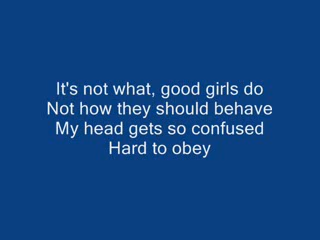 It's not what, good girls do
Not how they should behave
My head gets so confused
Hard to obey